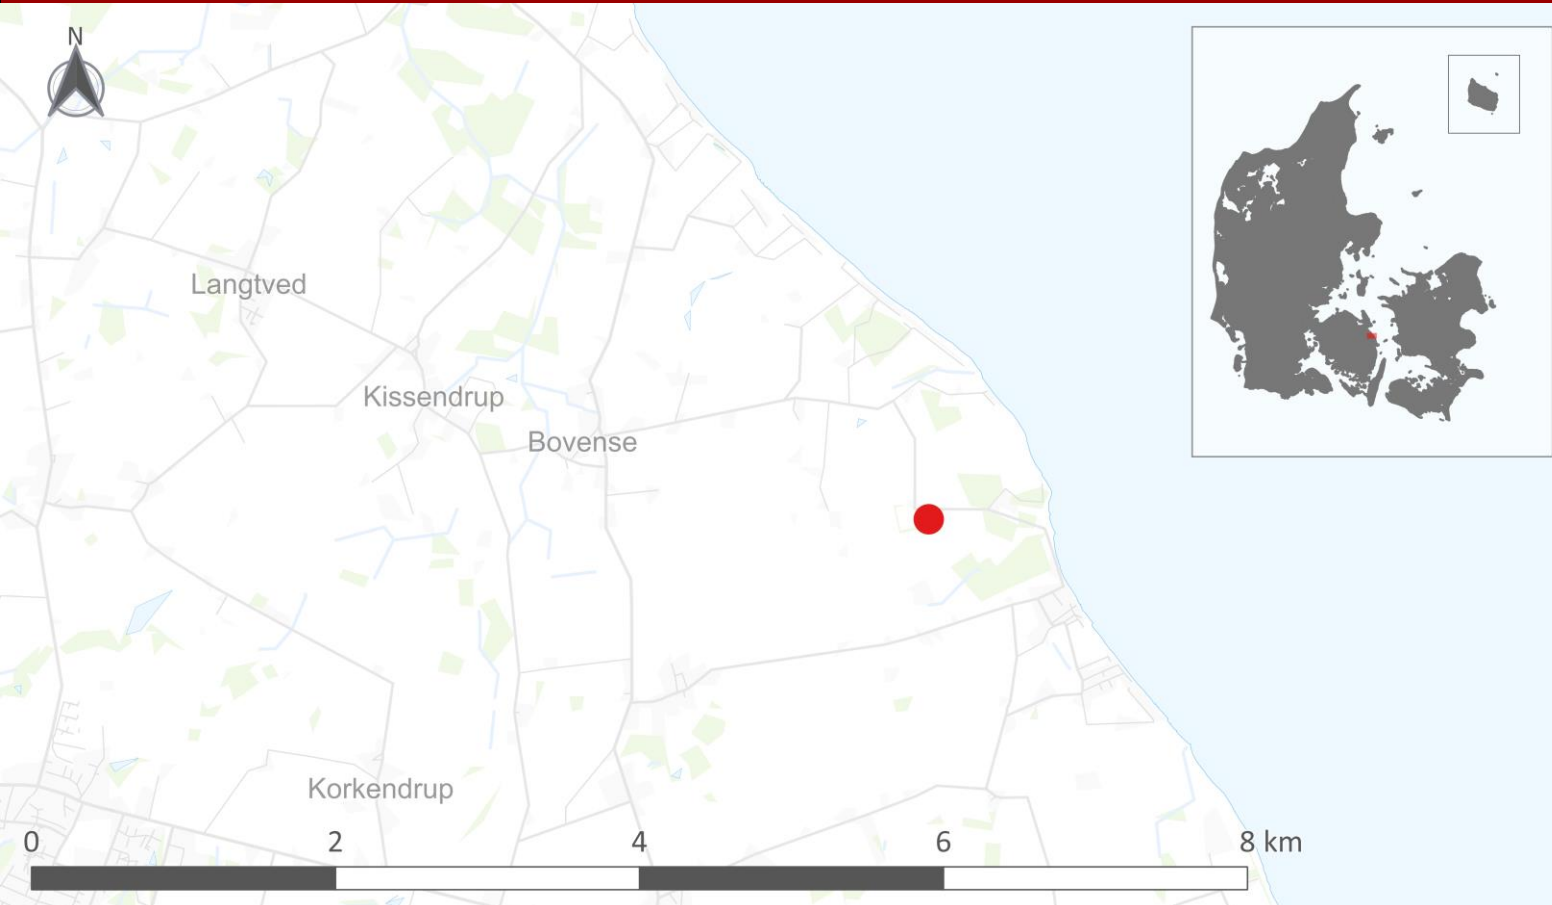 N
Langtved
Kissendrup
Bovense
Korkendrup
0 2 4 6 8 km